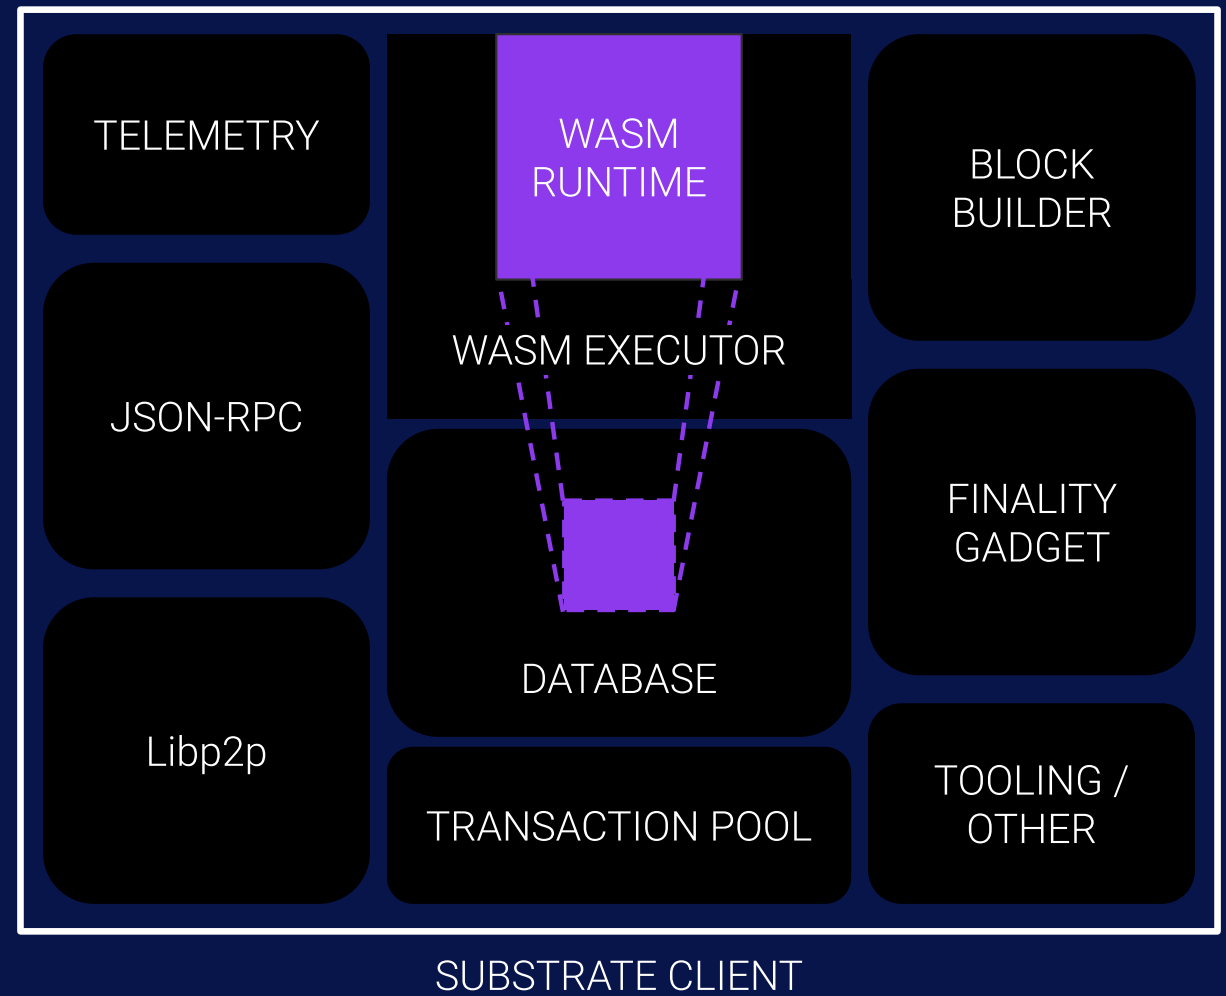 TELEMETRY
JSON-RPC
Libp2p
WASM
RUNTIME
WASM EXECUTOR
DATABASE
TRANSACTION POOL
BLOCK
BUILDER
FINALITY
GADGET
TOOLING /
OTHER
SUBSTRATE CLIENT